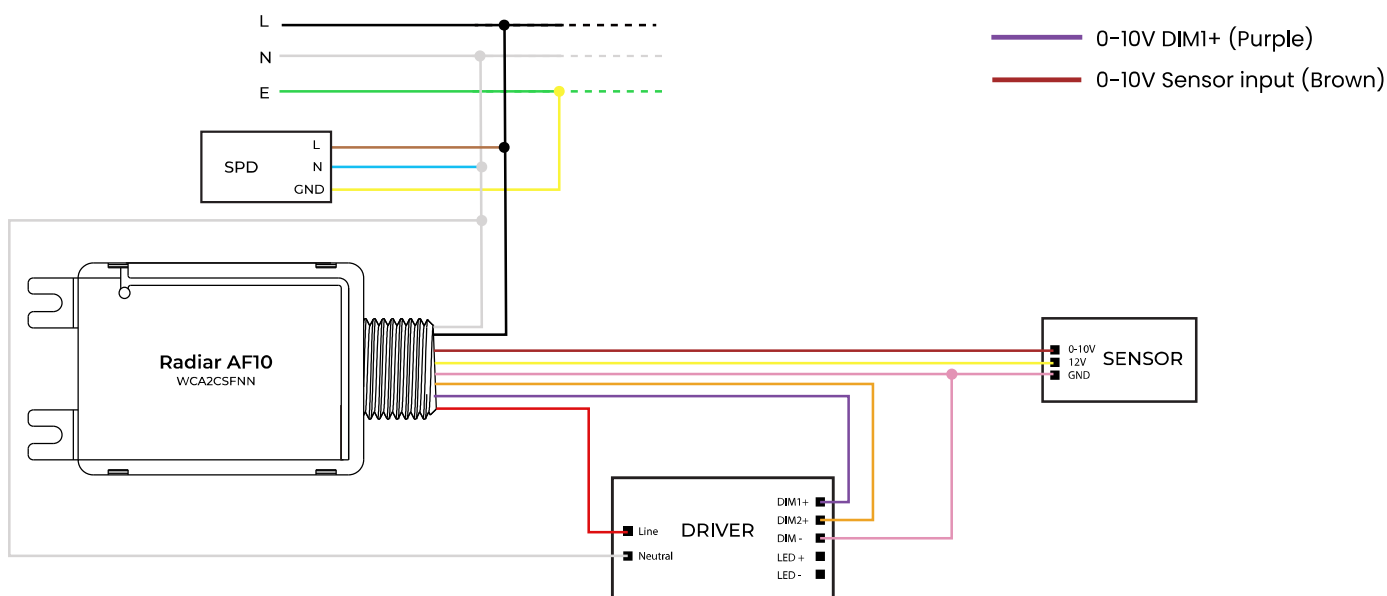 L
0-10V DIM1+ (Purple)
N
0-10V Sensor input (Brown)
E
SPD
L
N
GND
Radiar AF10
WCA2CSFNN
0-10V
12V
GND
SENSOR
DRIVER
Line
Neutral
DIM1+
DIM2+
DIM -
LED +
LED -